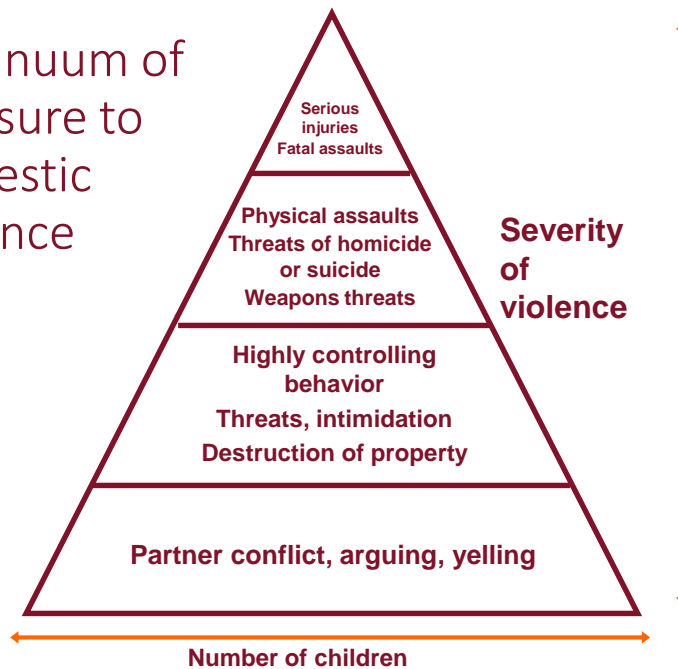 nuum of
sure to
estic
nce
Serious
injuries
Fatal assaults
Physical assaults
Threats of homicide
or suicide
Weapons threats
Severity
of
violence
Highly controlling
behavior
Threats, intimidation
Destruction of property
Partner conflict, arguing, yelling
Number of children